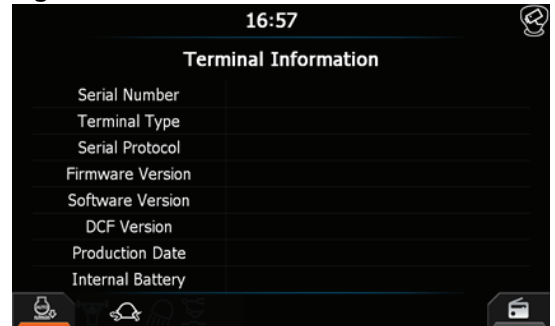 16:57
Terminal Information
Serial Number
Terminal Type
Serial Protocol
Firmware Version
Software Version
DCF Version
Production Date
Internal Battery